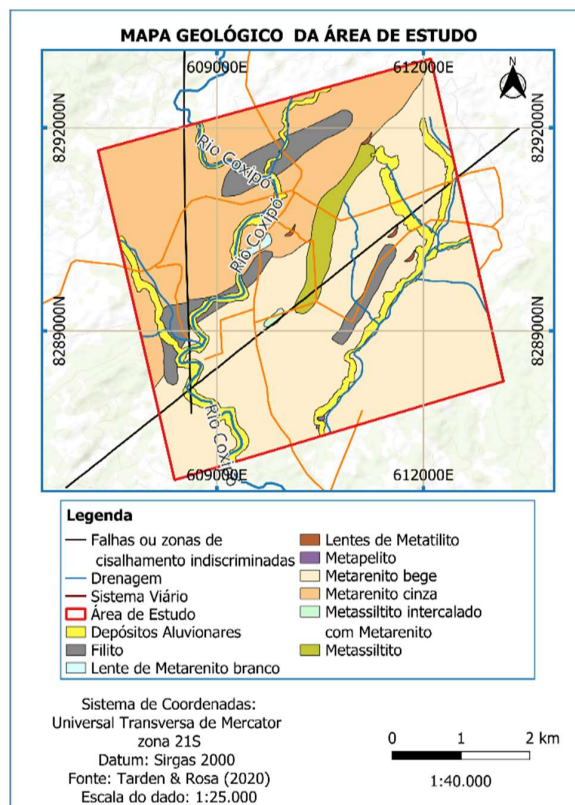 MAPA GEOLÓGICO DA ÁREA DE ESTUDO
609000E
612000E
8292000N
8292000N
Rio Coxipó
Rio Coxipó
8289000N
8289000N
Rio Coxipó
609000E
612000E
Legenda
Falhas ou zonas de
cisalhamento indiscriminadas
Drenagem
Sistema Viário
Área de Estudo
Depósitos Aluvionares
Filito
Lente de Metarenito branco
Lentes de Metatilito
Metapelito
Metarenito bege
Metarenito cinza
Metassiltito intercalado
com Metarenito
Metassiltito
Sistema de Coordenadas:
Universal Transversa de Mercator
zona 21S
Datum: Sirgas 2000
Fonte: Tarden & Rosa (2020)
Escala do dado: 1:25.000
0 1 2 km
1:40.000